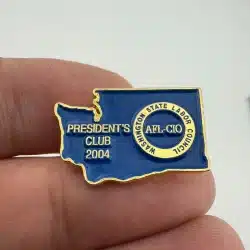 PRESIDENT'S
CLUB
2004
WASHINGTON STATE LABOR COUNCIL
AFL-CIO